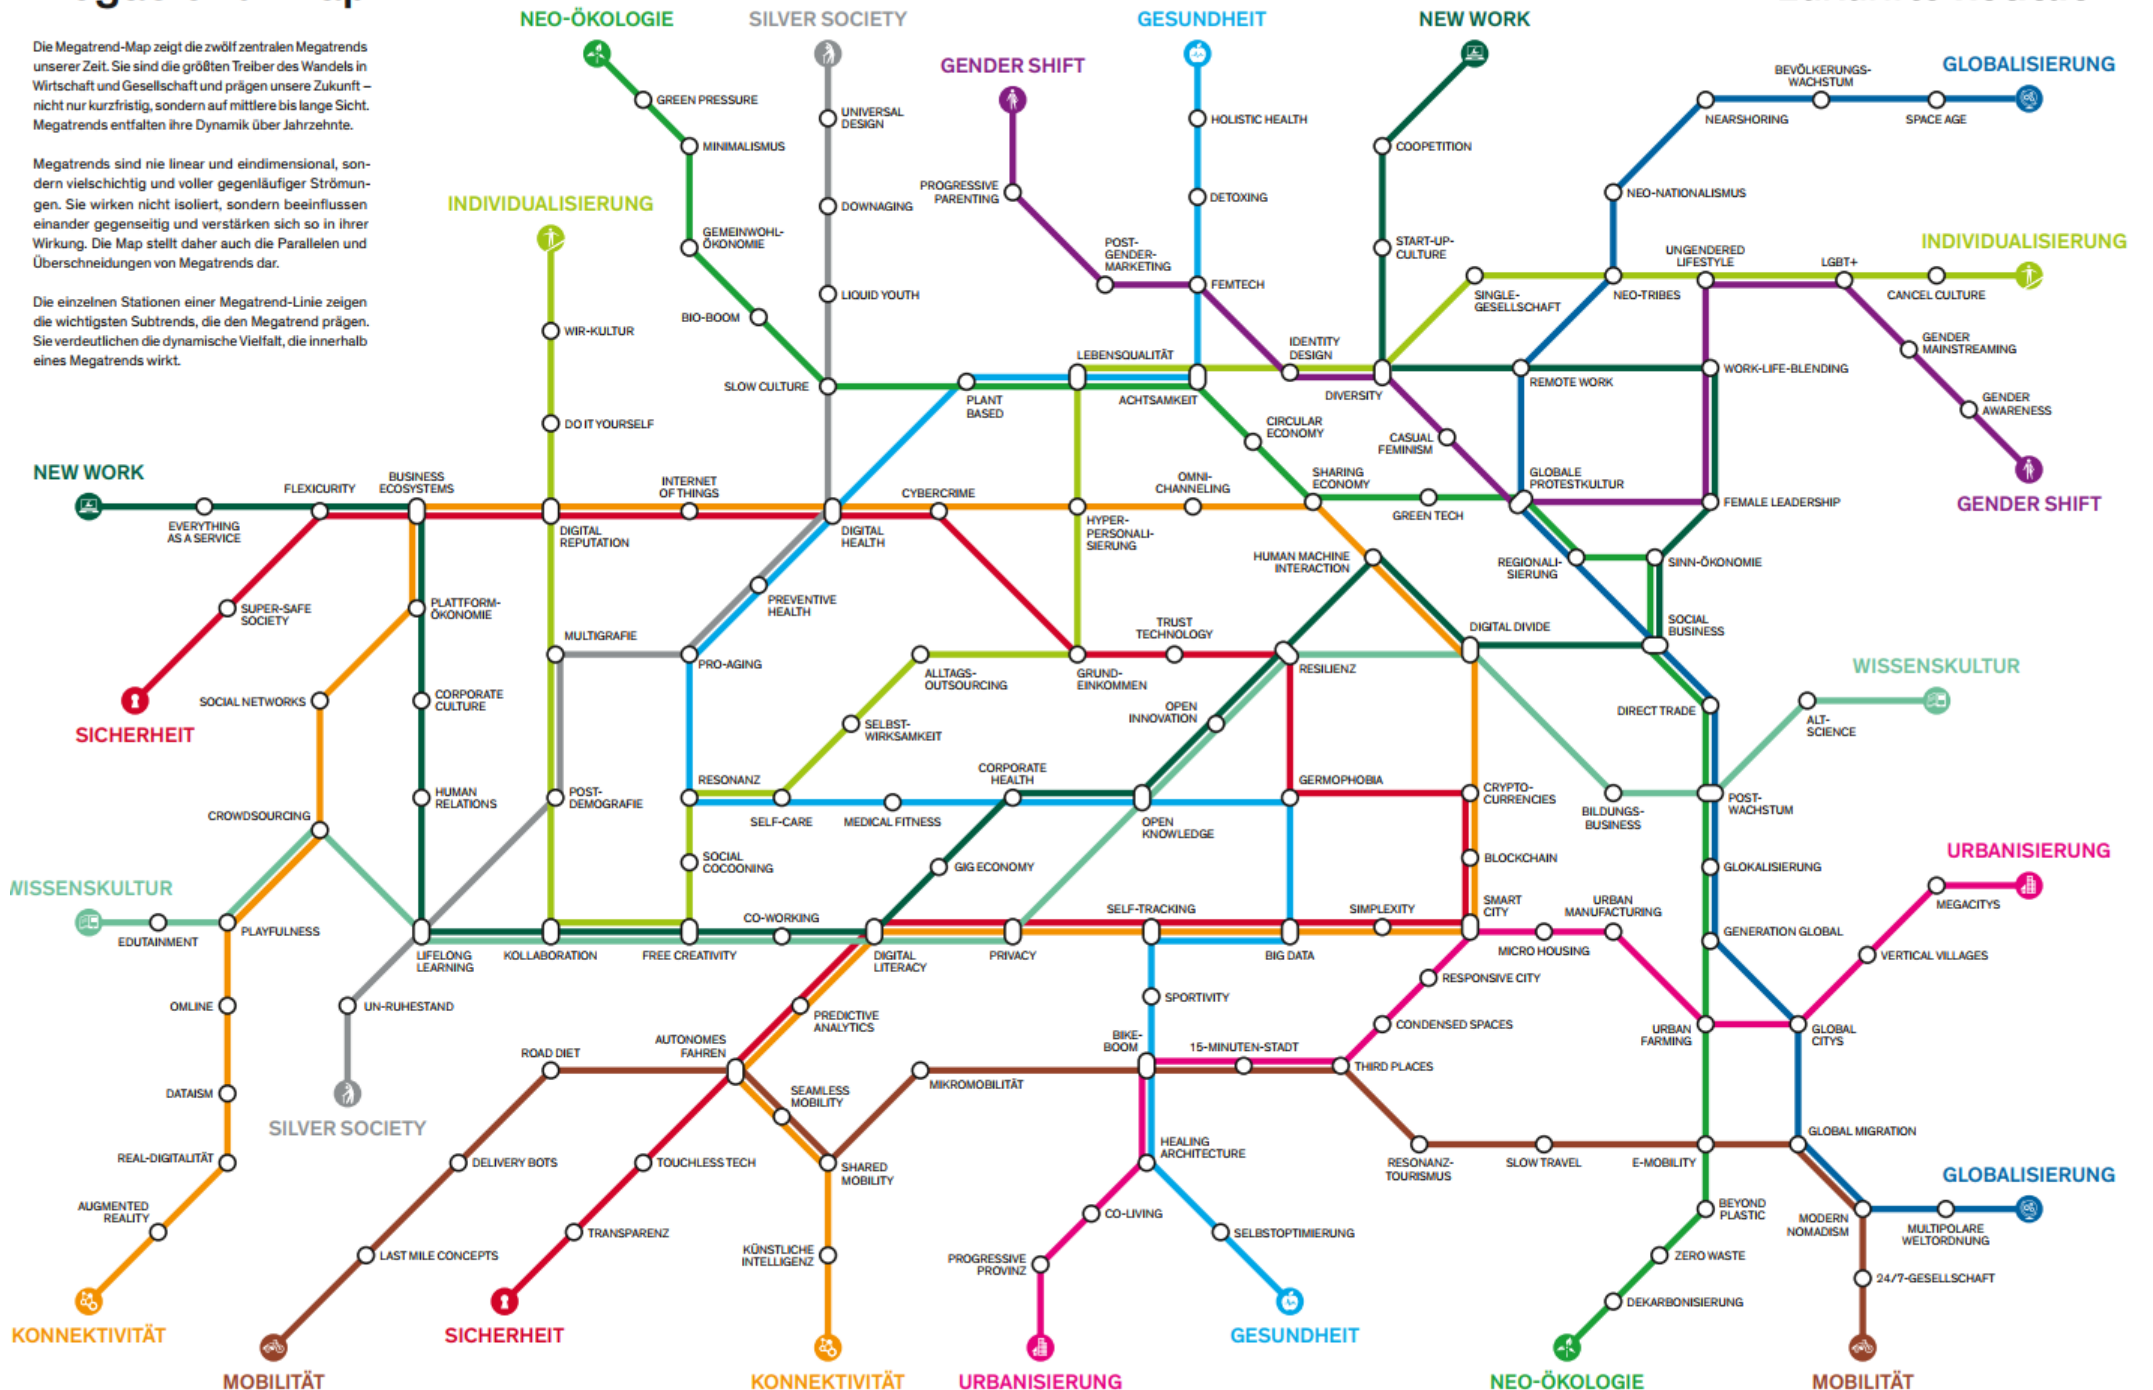 Die Megatrend-Map zeigt die zwölf zentralen Megatrends
unserer Zeit. Sie sind die größten Treiber des Wandels in
Wirtschaft und Gesellschaft und prägen unsere Zukunft –
nicht nur kurzfristig, sondern auf mittlere bis lange Sicht.
Megatrends entfalten ihre Dynamik über Jahrzehnte.
Megatrends sind nie linear und eindimensional, son-
dern vielschichtig und voller gegenläufiger Strömun-
gen. Sie wirken nicht isoliert, sondern beeinflussen
einander gegenseitig und verstärken sich so in ihrer
Wirkung. Die Map stellt daher auch die Parallelen und
Überschneidungen von Megatrends dar.
Die einzelnen Stationen einer Megatrend-Linie zeigen
die wichtigsten Subtrends, die den Megatrend prägen.
Sie verdeutlichen die dynamische Vielfalt, die innerhalb
eines Megatrends wirkt.
NEO-ÖKOLOGIE
SILVER SOCIETY
GESUNDHEIT
NEW WORK
GENDER SHIFT
GLOBALISIERUNG
BEVÖLKERUNGS-
WACHSTUM
GREEN PRESSURE
UNIVERSAL
DESIGN
HOLISTIC HEALTH
NEARSHORING
SPACE AGE
MINIMALISMUS
COOPETITION
PROGRESSIVE
PARENTING
DETOXING
NEO-NATIONALISMUS
INDIVIDUALISIERUNG
DOWNAGING
GEMEINWOHL-
ÖKONOMIE
POST-
GENDER-
MARKETING
START-UP-
CULTURE
UNGENDERED
LIFESTYLE
LGBT+
INDIVIDUALISIERUNG
LIQUID YOUTH
FEMTECH
SINGLE-
GESELLSCHAFT
NEO-TRIBES
CANCEL CULTURE
BIO-BOOM
WIR-KULTUR
IDENTITY
DESIGN
GENDER
MAINSTREAMING
LEBENSQUALITÄT
SLOW CULTURE
PLANT
BASED
ACHTSAMKEIT
DIVERSITY
REMOTE WORK
WORK-LIFE-BLENDING
GENDER
AWARENESS
DO IT YOURSELF
CIRCULAR
ECONOMY
CASUAL
FEMINISM
NEW WORK
FLEXICURITY
BUSINESS
ECOSYSTEMS
INTERNET
OF THINGS
CYBERCRIME
OMNI-
CHANNELING
SHARING
ECONOMY
GLOBALE
PROTESTKULTUR
FEMALE LEADERSHIP
GENDER SHIFT
EVERYTHING
AS A SERVICE
DIGITAL
REPUTATION
DIGITAL
HEALTH
HYPER-
PERSONALI-
SIERUNG
GREEN TECH
HUMAN MACHINE
INTERACTION
REGIONALI-
SIERUNG
SINN-ÖKONOMIE
SUPER-SAFE
SOCIETY
PLATTFORM-
ÖKONOMIE
PREVENTIVE
HEALTH
MULTIGRAFIE
TRUST
TECHNOLOGY
DIGITAL DIVIDE
SOCIAL
BUSINESS
PRO-AGING
ALLTAGS-
OUTSOURCING
GRUND-
EINKOMMEN
RESILIENZ
WISSENSKULTUR
SICHERHEIT
SOCIAL NETWORKS
CORPORATE
CULTURE
SELBST-
WIRKSAMKEIT
OPEN
INNOVATION
DIRECT TRADE
ALT-
SCIENCE
CORPORATE
HEALTH
RESONANZ
GERMOPHOBIA
HUMAN
RELATIONS
POST-
DEMOGRAFIE
CRYPTO-
CURRENCIES
BILDUNGS-
BUSINESS
POST-
WACHSTUM
CROWDSOURCING
SELF-CARE
MEDICAL FITNESS
OPEN
KNOWLEDGE
SOCIAL
COCOONING
GIG ECONOMY
BLOCKCHAIN
GLOKALISIERUNG
URBANISIERUNG
WISSENSKULTUR
EDUTAINMENT
PLAYFULNESS
CO-WORKING
SELF-TRACKING
SIMPLEXITY
SMART
CITY
URBAN
MANUFACTURING
MEGACITYS
LIFELONG
LEARNING
KOLLABORATION
FREE CREATIVITY
DIGITAL
LITERACY
PRIVACY
BIG DATA
MICRO HOUSING
GENERATION GLOBAL
VERTICAL VILLAGES
RESPONSIVE CITY
OMLINE
UN-RUHESTAND
PREDICTIVE
ANALYTICS
SPORTIVITY
CONDENSED SPACES
URBAN
FARMING
GLOBAL
CITYS
ROAD DIET
AUTONOMES
FAHREN
BIKE-
BOOM
15-MINUTEN-STADT
THIRD PLACES
MIKROMOBILITÄT
DATAISM
SEAMLESS
MOBILITY
SILVER SOCIETY
REAL-DIGITALITÄT
DELIVERY BOTS
TOUCHLESS TECH
SHARED
MOBILITY
HEALING
ARCHITECTURE
RESONANZ-
TOURISMUS
SLOW TRAVEL
E-MOBILITY
GLOBAL MIGRATION
GLOBALISIERUNG
AUGMENTED
REALITY
TRANSPARENZ
CO-LIVING
SELBSTOPTIMIERUNG
BEYOND
PLASTIC
MODERN
NOMADISM
MULTIPOLARE
WELTORDNUNG
LAST MILE CONCEPTS
KÜNSTLICHE
INTELLIGENZ
PROGRESSIVE
PROVINZ
ZERO WASTE
24/7-GESELLSCHAFT
DEKARBONISIERUNG
KONNEKTIVITÄT
SICHERHEIT
GESUNDHEIT
MOBILITÄT
KONNEKTIVITÄT
URBANISIERUNG
NEO-ÖKOLOGIE
MOBILITÄT